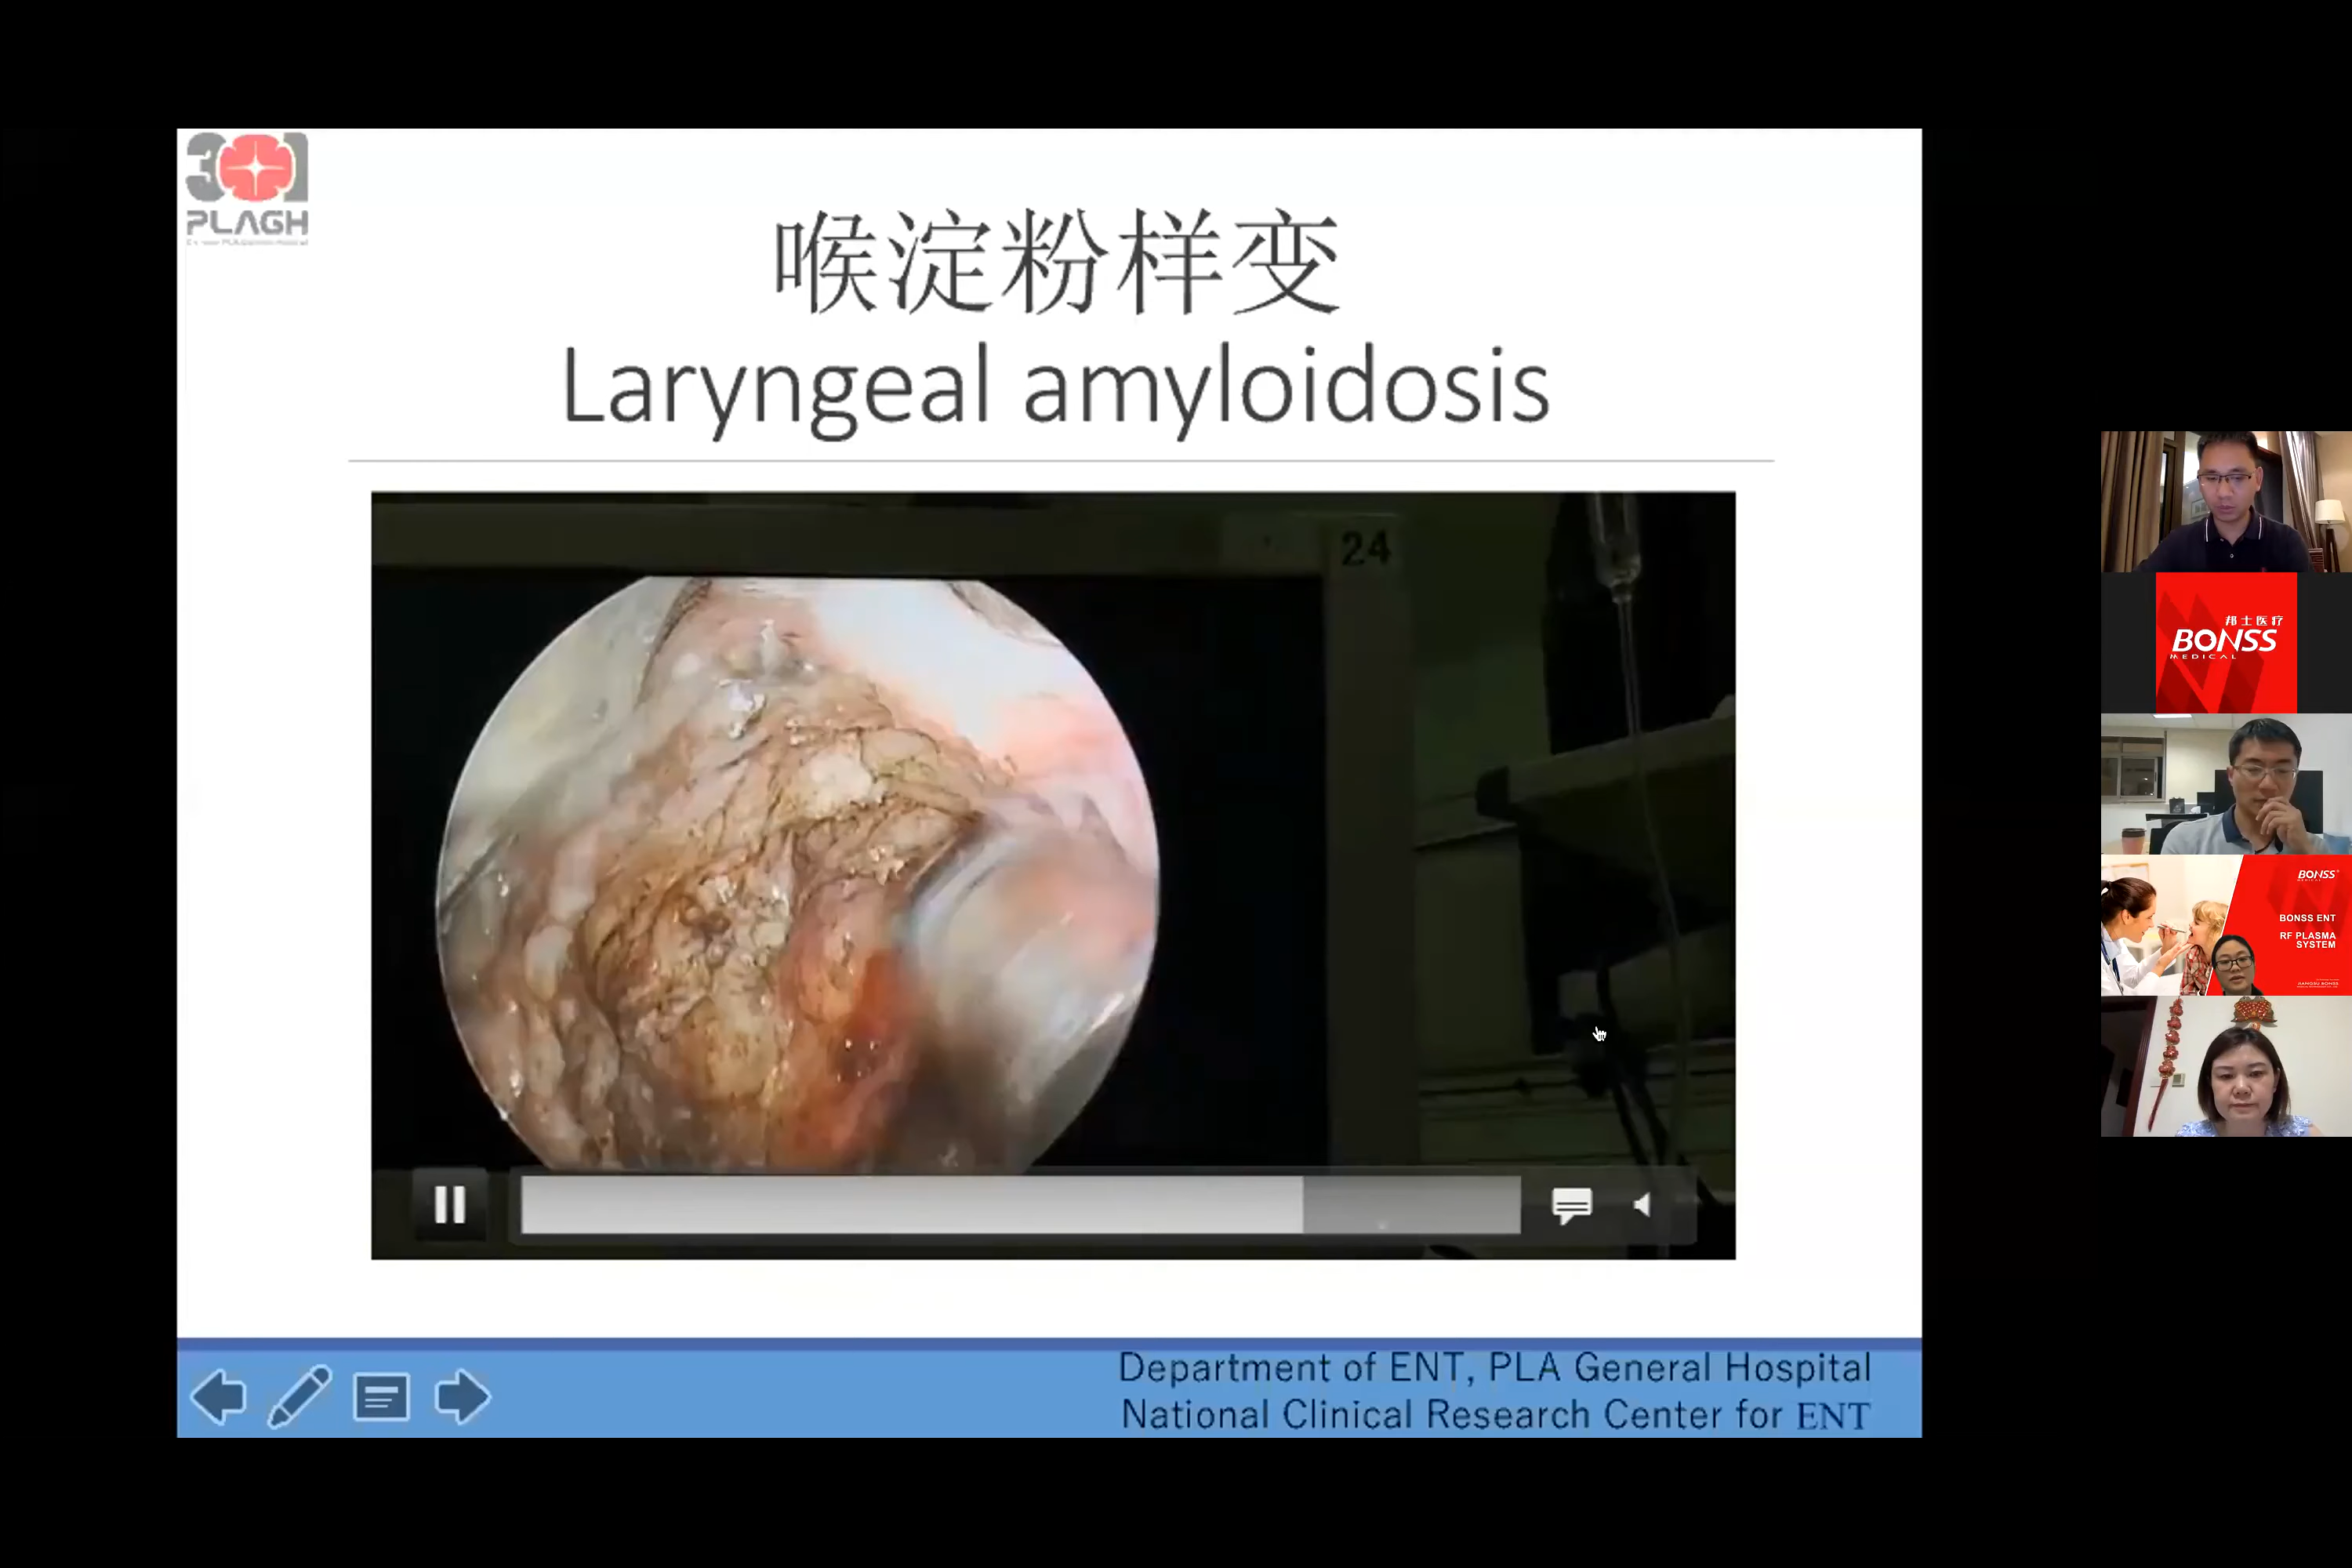 301
PLAGH
喉淀粉样变
Laryngeal amyloidosis
24
Department of ENT, PLA General Hospital
National Clinical Research Center for ENT
邦士医疗
BONSS
MEDICAL
BONSS
BONSS ENT
RF PLASMA
SYSTEM